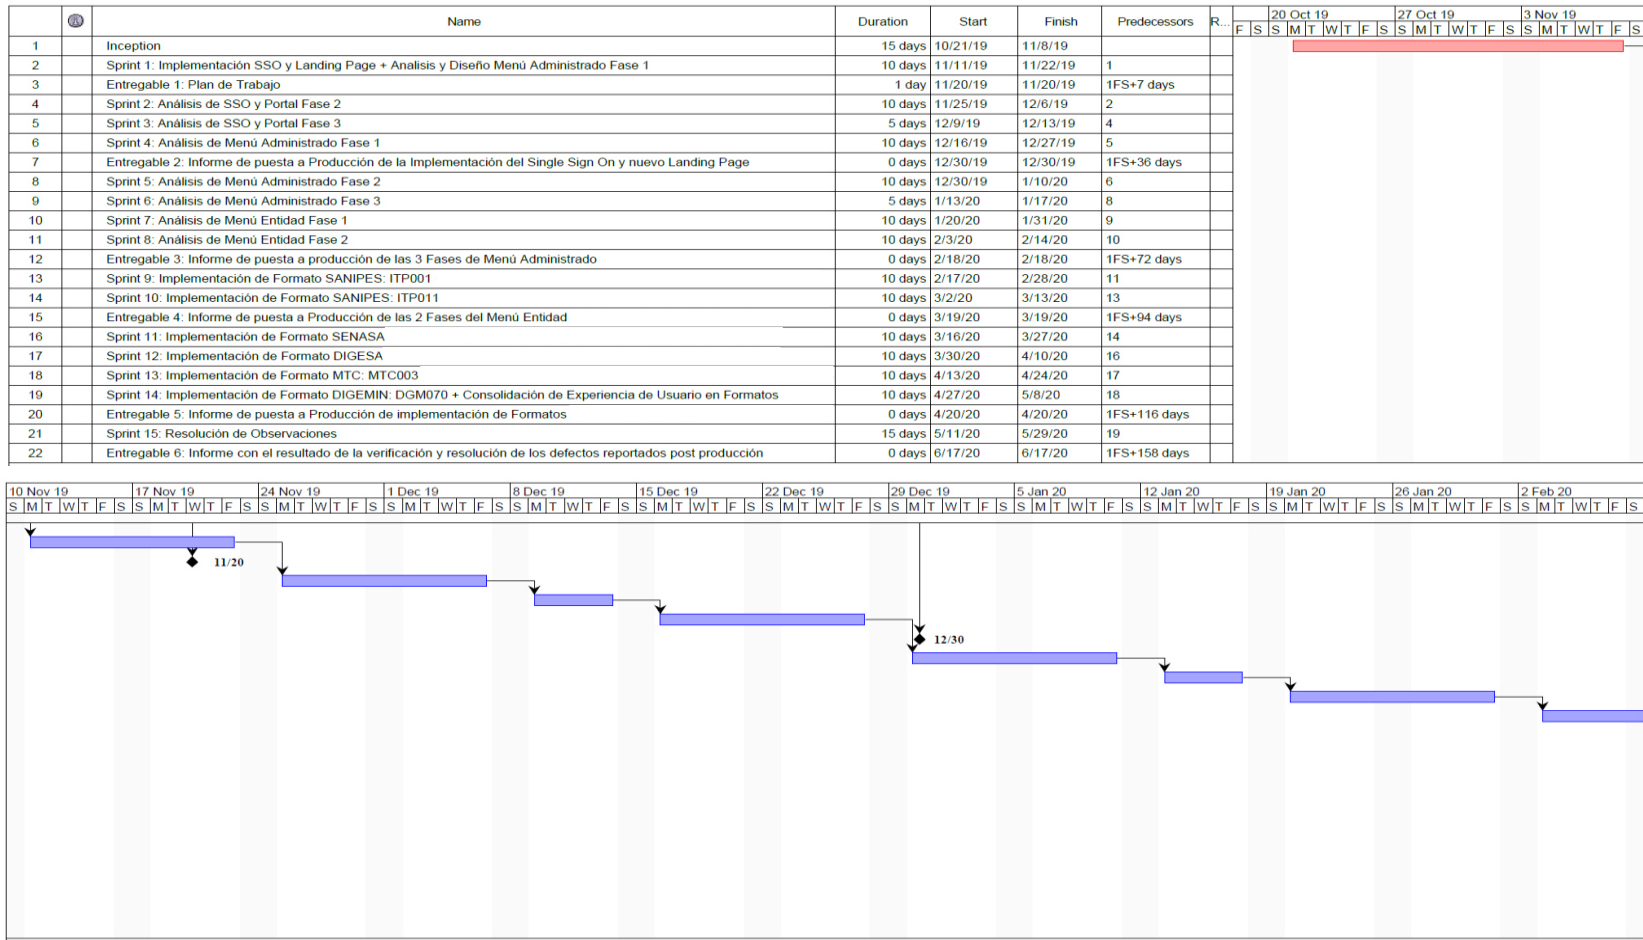 Name Duration Start Finish Predecessors R... 20 Oct 19 27 Oct 19 3 Nov 19
F S S M T W T F S S M T W T F S S M T W T F S
1 Inception 15 days 10/21/19 11/8/19
2 Sprint 1: Implementación SSO y Landing Page + Analisis y Diseño Menú Administrado Fase 1 10 days 11/11/19 11/22/19 1
3 Entregable 1: Plan de Trabajo 1 day 11/20/19 11/20/19 1FS+7 days
4 Sprint 2: Análisis de SSO y Portal Fase 2 10 days 11/25/19 12/6/19 2
5 Sprint 3: Análisis de SSO y Portal Fase 3 5 days 12/9/19 12/13/19 4
6 Sprint 4: Análisis de Menú Administrado Fase 1 10 days 12/16/19 12/27/19 5
7 Entregable 2: Informe de puesta a Producción de la Implementación del Single Sign On y nuevo Landing Page 0 days 12/30/19 12/30/19 1FS+36 days
8 Sprint 5: Análisis de Menú Administrado Fase 2 10 days 12/30/19 1/10/20 6
9 Sprint 6: Análisis de Menú Administrado Fase 3 5 days 1/13/20 1/17/20 8
10 Sprint 7: Análisis de Menú Entidad Fase 1 10 days 1/20/20 1/31/20 9
11 Sprint 8: Análisis de Menú Entidad Fase 2 10 days 2/3/20 2/14/20 10
12 Entregable 3: Informe de puesta a producción de las 3 Fases de Menú Administrado 0 days 2/18/20 2/18/20 1FS+72 days
13 Sprint 9: Implementación de Formato SANIPES: ITP001 10 days 2/17/20 2/28/20 11
14 Sprint 10: Implementación de Formato SANIPES: ITP011 10 days 3/2/20 3/13/20 13
15 Entregable 4: Informe de puesta a Producción de las 2 Fases del Menú Entidad 0 days 3/19/20 3/19/20 1FS+94 days
16 Sprint 11: Implementación de Formato SENASA 10 days 3/16/20 3/27/20 14
17 Sprint 12: Implementación de Formato DIGESA 10 days 3/30/20 4/10/20 16
18 Sprint 13: Implementación de Formato MTC: MTC003 10 days 4/13/20 4/24/20 17
19 Sprint 14: Implementación de Formato DIGEMIN: DGM070 + Consolidación de Experiencia de Usuario en Formatos 10 days 4/27/20 5/8/20 18
20 Entregable 5: Informe de puesta a Producción de implementación de Formatos 0 days 4/20/20 4/20/20 1FS+116 days
21 Sprint 15: Resolución de Observaciones 15 days 5/11/20 5/29/20 19
22 Entregable 6: Informe con el resultado de la verificación y resolución de los defectos reportados post producción 0 days 6/17/20 6/17/20 1FS+158 days
10 Nov 19 17 Nov 19 24 Nov 19 1 Dec 19 8 Dec 19 15 Dec 19 22 Dec 19 29 Dec 19 5 Jan 20 12 Jan 20 19 Jan 20 26 Jan 20 2 Feb 20
S M T W T F S S M T W T F S S M T W T F S S M T W T F S S M T W T F S S M T W T F S S M T W T F S S M T W T F S S M T W T F S S M T W T F S S M T W T F S S M T W T F S S M T W T F S
11/20
12/30